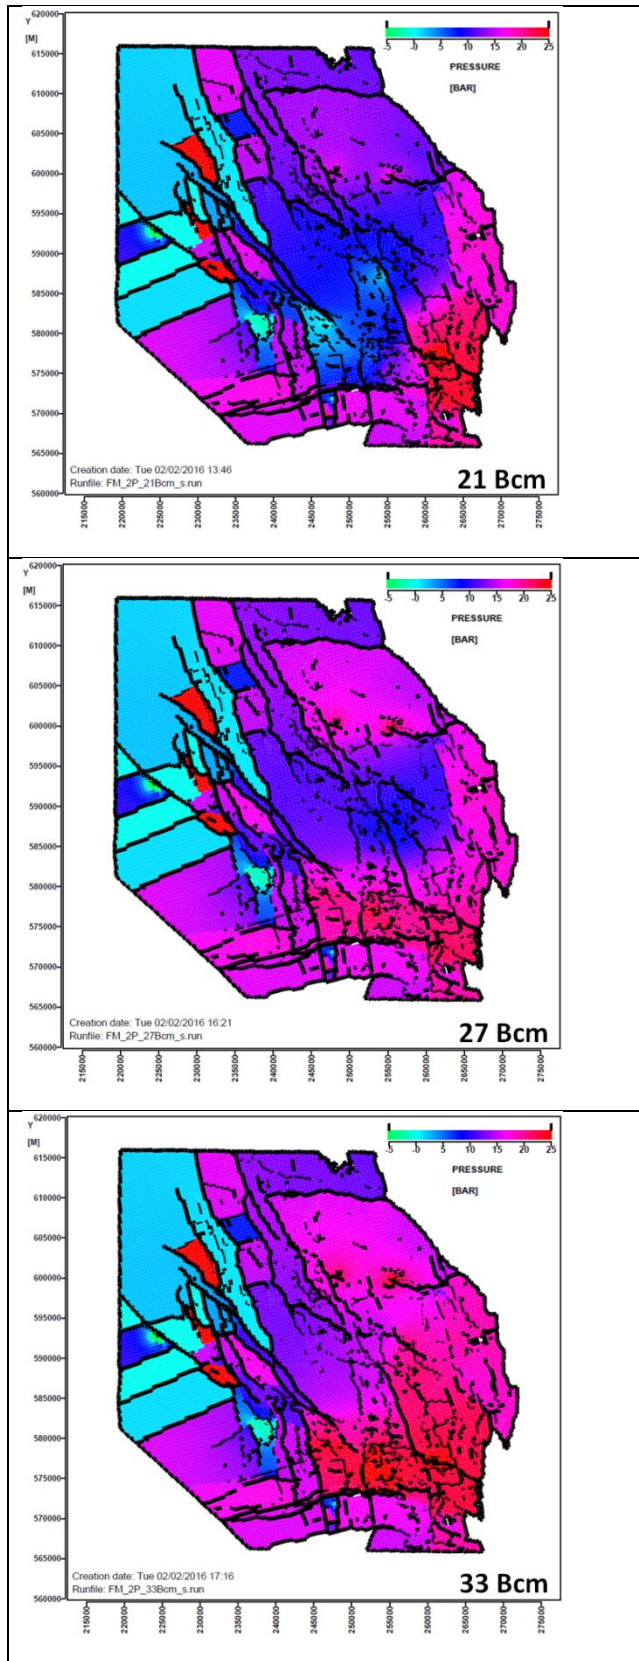 Y
[M]
620000
615000
610000
605000
600000
595000
590000
585000
580000
575000
570000
565000
560000
-5 -0 5 10 15 20 25
PRESSURE
[BAR]
Creation date: Tue 02/02/2016 13:46
Runfile: FM_2P_21Bcm_s.run
21 Bcm
215000 220000 225000 230000 235000 240000 245000 250000 255000 260000 265000 270000 275000
Y
[M]
620000
615000
610000
605000
600000
595000
590000
585000
580000
575000
570000
565000
560000
-5 -0 5 10 15 20 25
PRESSURE
[BAR]
Creation date: Tue 02/02/2016 16:21
Runfile: FM_2P_27Bcm_s.run
27 Bcm
215000 220000 225000 230000 235000 240000 245000 250000 255000 260000 265000 270000 275000
Y
[M]
620000
615000
610000
605000
600000
595000
590000
585000
580000
575000
570000
565000
560000
-5 -0 5 10 15 20 25
PRESSURE
[BAR]
Creation date: Tue 02/02/2016 17:16
Runfile: FM_2P_33Bcm_s.run
33 Bcm
215000 220000 225000 230000 235000 240000 245000 250000 255000 260000 265000 270000 275000